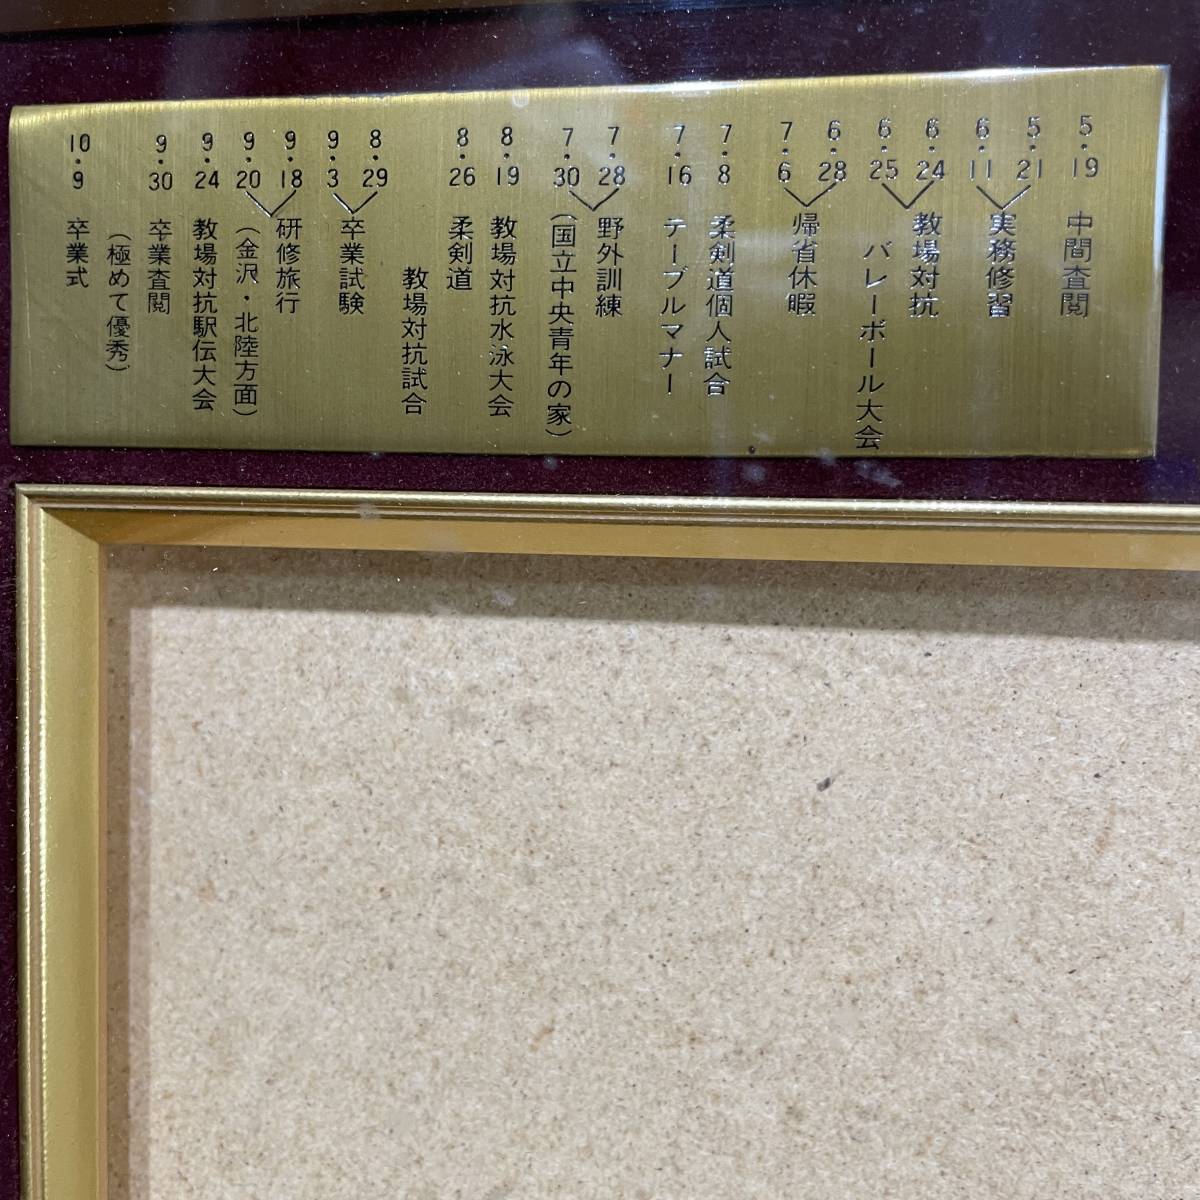 5・19 中間査閲
5・21
6・11 実務修習
6・24 教場対抗
6・25 バレーボール大会
6・28
7・6 帰省休暇
7・8 柔剣道個人試合
7・16 テーブルマナー
7・28 野外訓練
7・30 (国立中央青年の家)
8・19 教場対抗水泳大会
8・26 柔剣道
教場対抗試合
8・29
9・3 卒業試験
9・18 研修旅行
9・20 (金沢・北陸方面)
9・24 教場対抗駅伝大会
9・30 卒業査閲
(極めて優秀)
10・9 卒業式